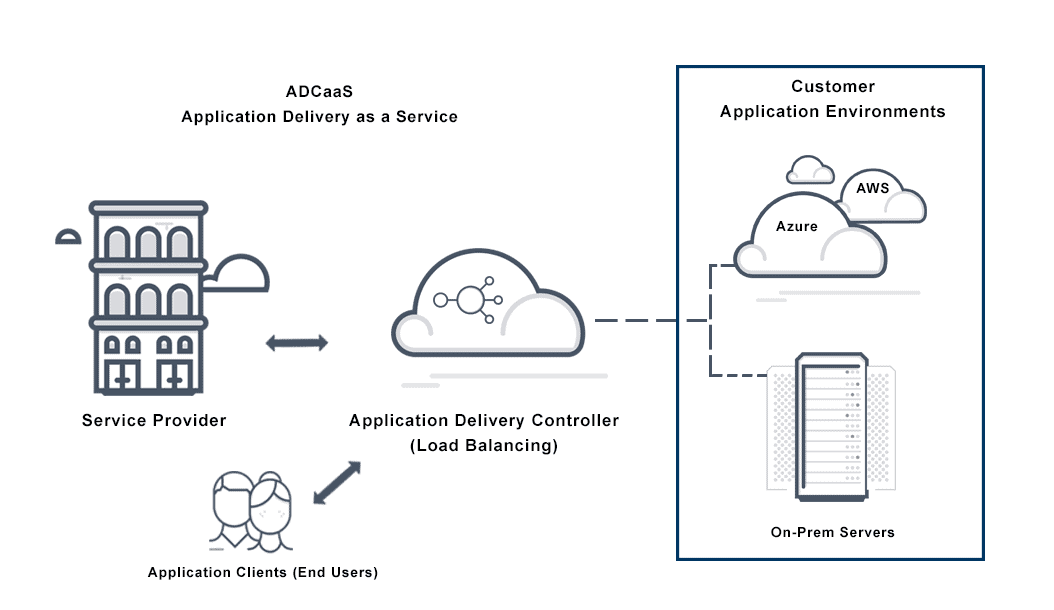 ADCaaS
Application Delivery as a Service
Customer
Application Environments
AWS
Azure
Service Provider
Application Delivery Controller
(Load Balancing)
On-Prem Servers
Application Clients (End Users)